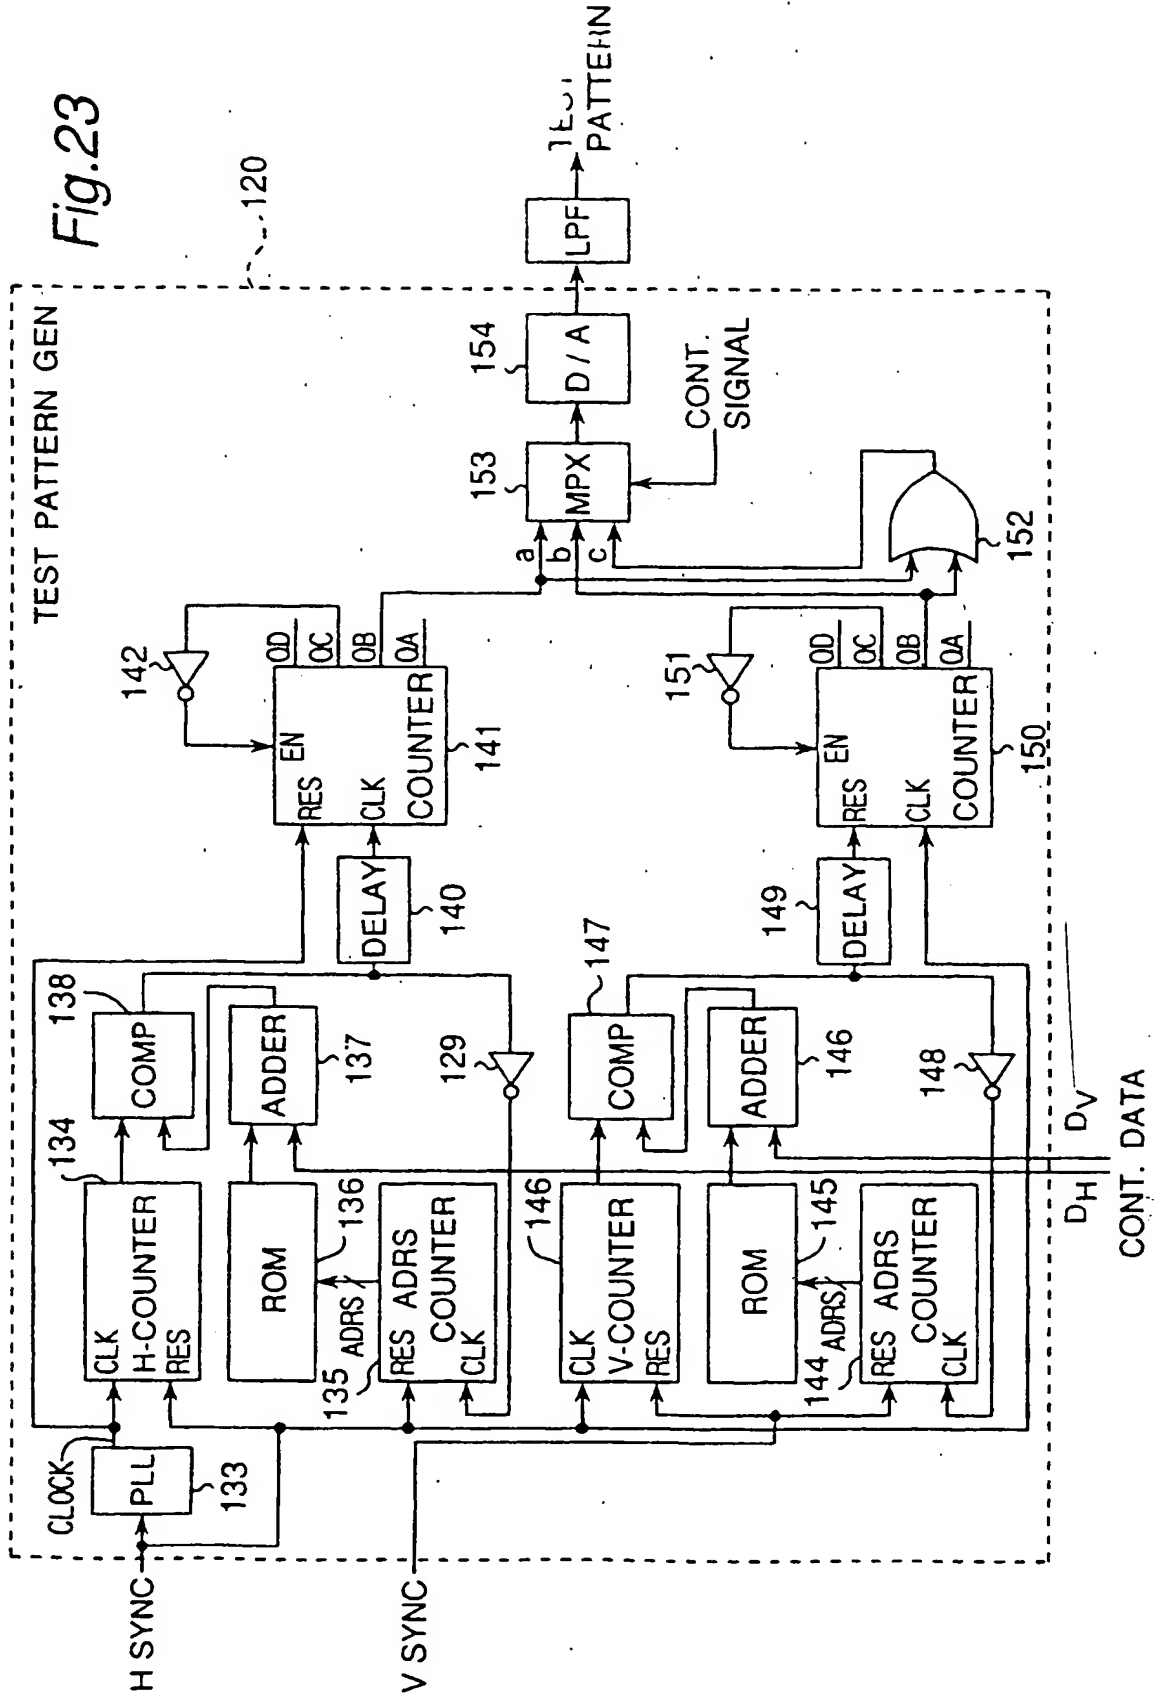 Fig.23
TEST PATTERN GEN
120
H SYNC
V SYNC
CLOCK
PLL
133
134
CLK
H-COUNTER
RES
138
COMP
ROM
136
ADDER
137
135
ADRS
RES ADRS
COUNTER
CLK
129
DELAY
140
142
EN
RES
CLK
COUNTER
QD
QC
QB
QA
141
146
CLK
V-COUNTER
RES
147
COMP
ROM
145
ADDER
146
144
ADRS
RES ADRS
COUNTER
CLK
148
149
DELAY
151
EN
RES
CLK
COUNTER
QD
QC
QB
QA
150
a
b
c
153
MPX
154
D/A
LPF
PATTERN
CONT.
SIGNAL
152
DH DV
CONT. DATA